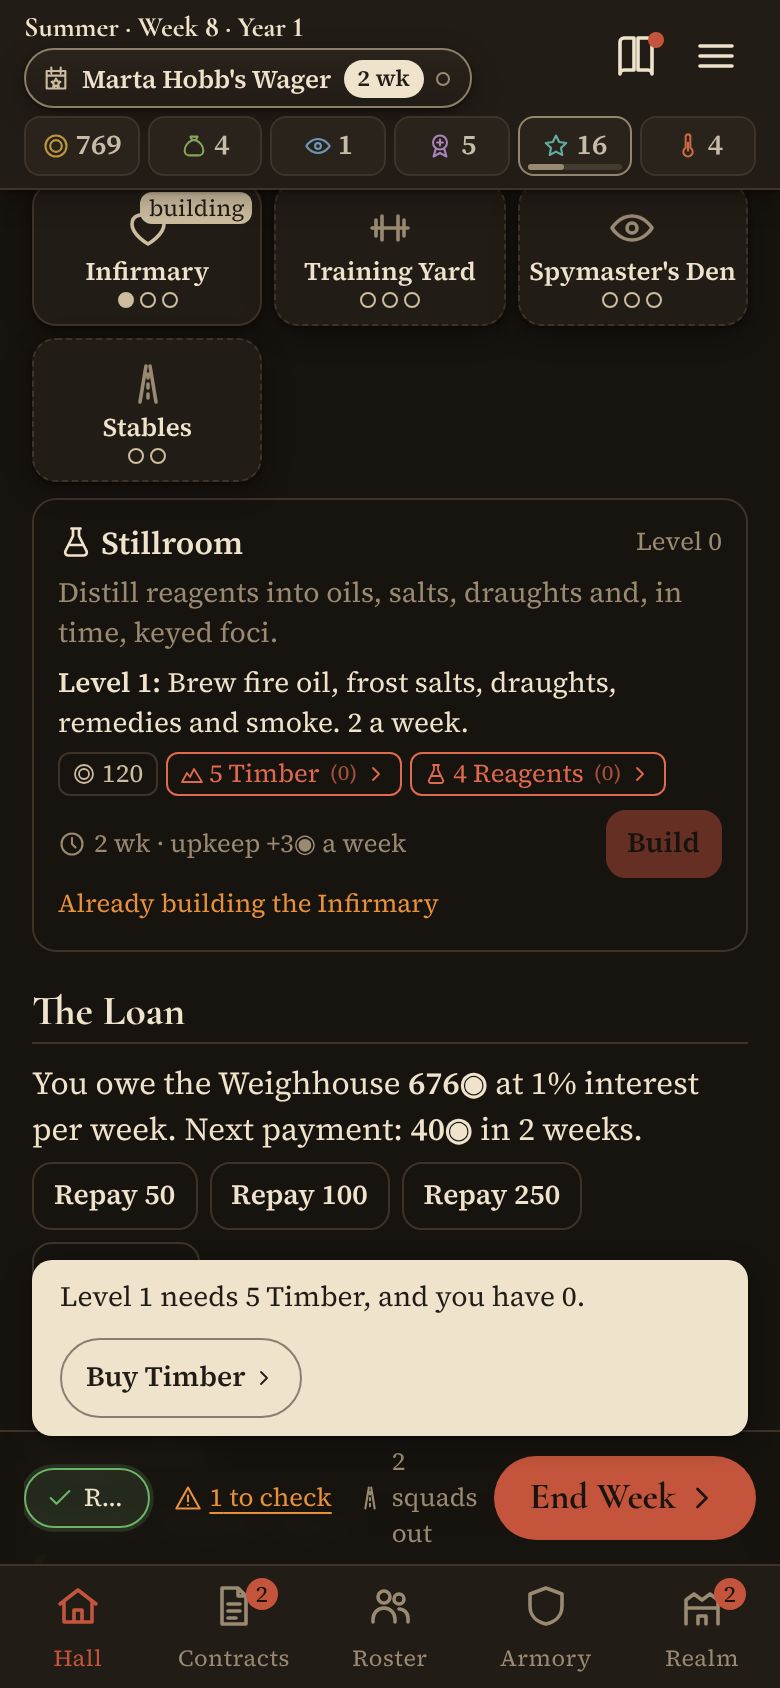 Summer · Week 8 · Year 1
Marta Hobb's Wager 2 wk
769 4 1 5 16 4
building
Infirmary Training Yard Spymaster's Den
Stables
Stillroom Level 0
Distill reagents into oils, salts, draughts and, in
time, keyed foci.
Level 1: Brew fire oil, frost salts, draughts,
remedies and smoke. 2 a week.
120 5 Timber (0) 4 Reagents (0)
2 wk · upkeep +3◉ a week Build
Already building the Infirmary
The Loan
You owe the Weighhouse 676◉ at 1% interest
per week. Next payment: 40◉ in 2 weeks.
Repay 50 Repay 100 Repay 250
Level 1 needs 5 Timber, and you have 0.
Buy Timber
R... 1 to check 2 squads out End Week
2 2
Hall Contracts Roster Armory Realm